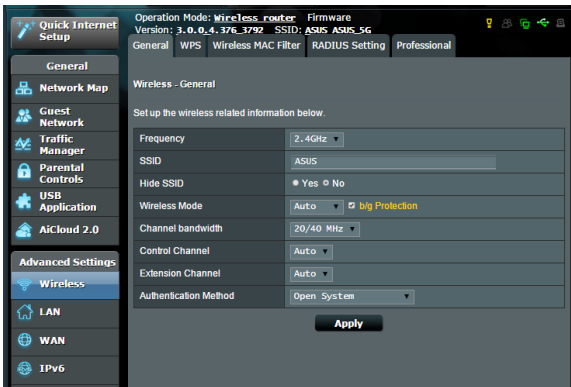 Quick Internet
Setup
General
Network Map
Guest
Network
Traffic
Manager
Parental
Controls
USB
Application
AiCloud 2.0
Advanced Settings
Wireless
LAN
WAN
IPv6
Operation Mode: Wireless router Firmware
Version: 3.0.0.4.376_3792 SSID: ASUS ASUS_5G
General WPS Wireless MAC Filter RADIUS Setting Professional
Wireless - General
Set up the wireless related information below.
Frequency 2.4GHz
SSID ASUS
Hide SSID Yes No
Wireless Mode Auto b/g Protection
Channel bandwidth 20/40 MHz
Control Channel Auto
Extension Channel Auto
Authentication Method Open System
Apply